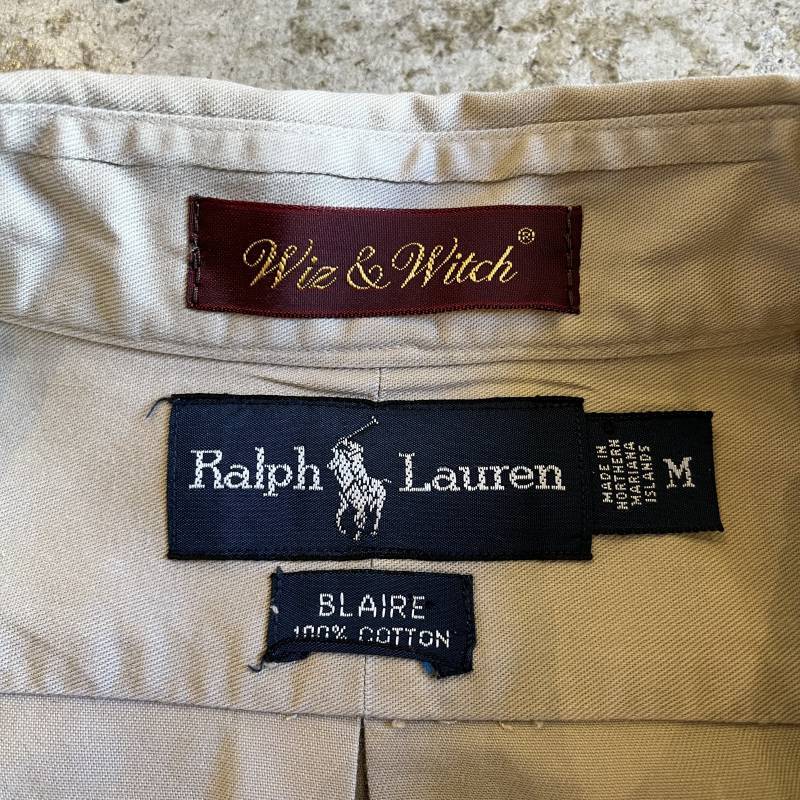 Wiz & Witch®
Ralph Lauren
MADE IN
NORTHERN
MARIANA
ISLANDS
M
BLAIRE
100% COTTON